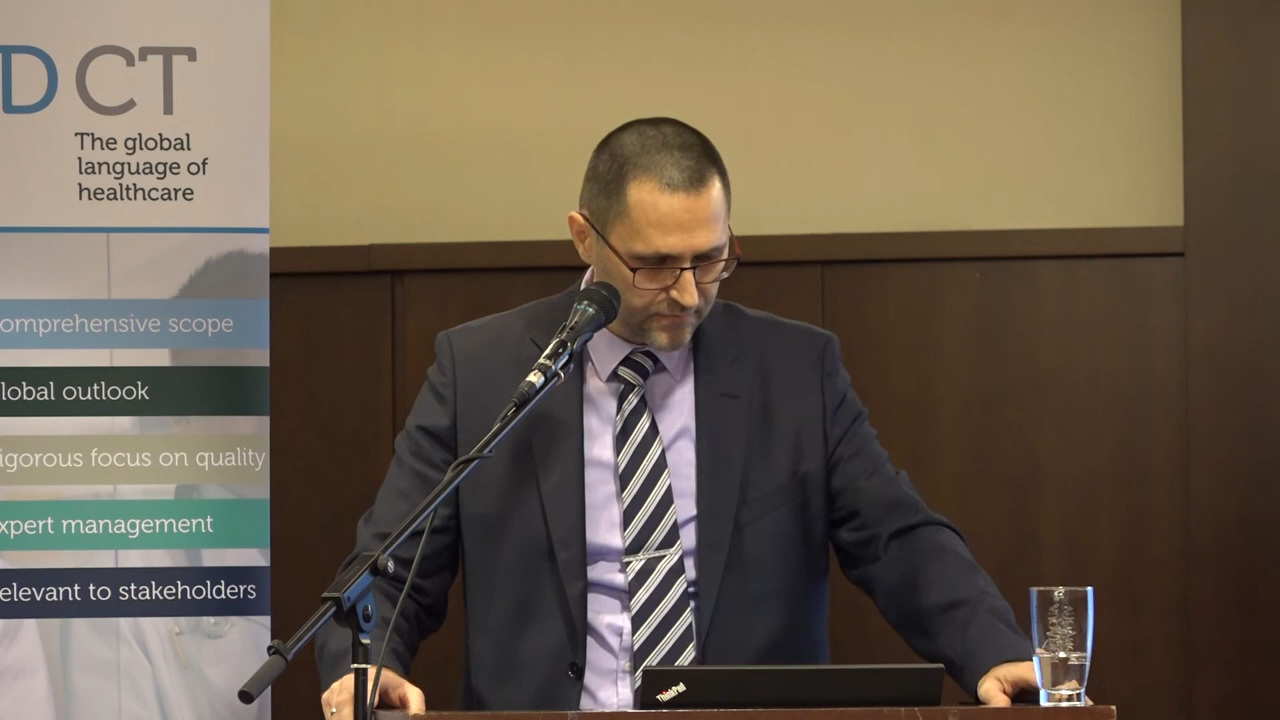 D CT
The global
language of
healthcare
omprehensive scope
lobal outlook
igorous focus on quality
xpert management
elevant to stakeholders
ThinkPad